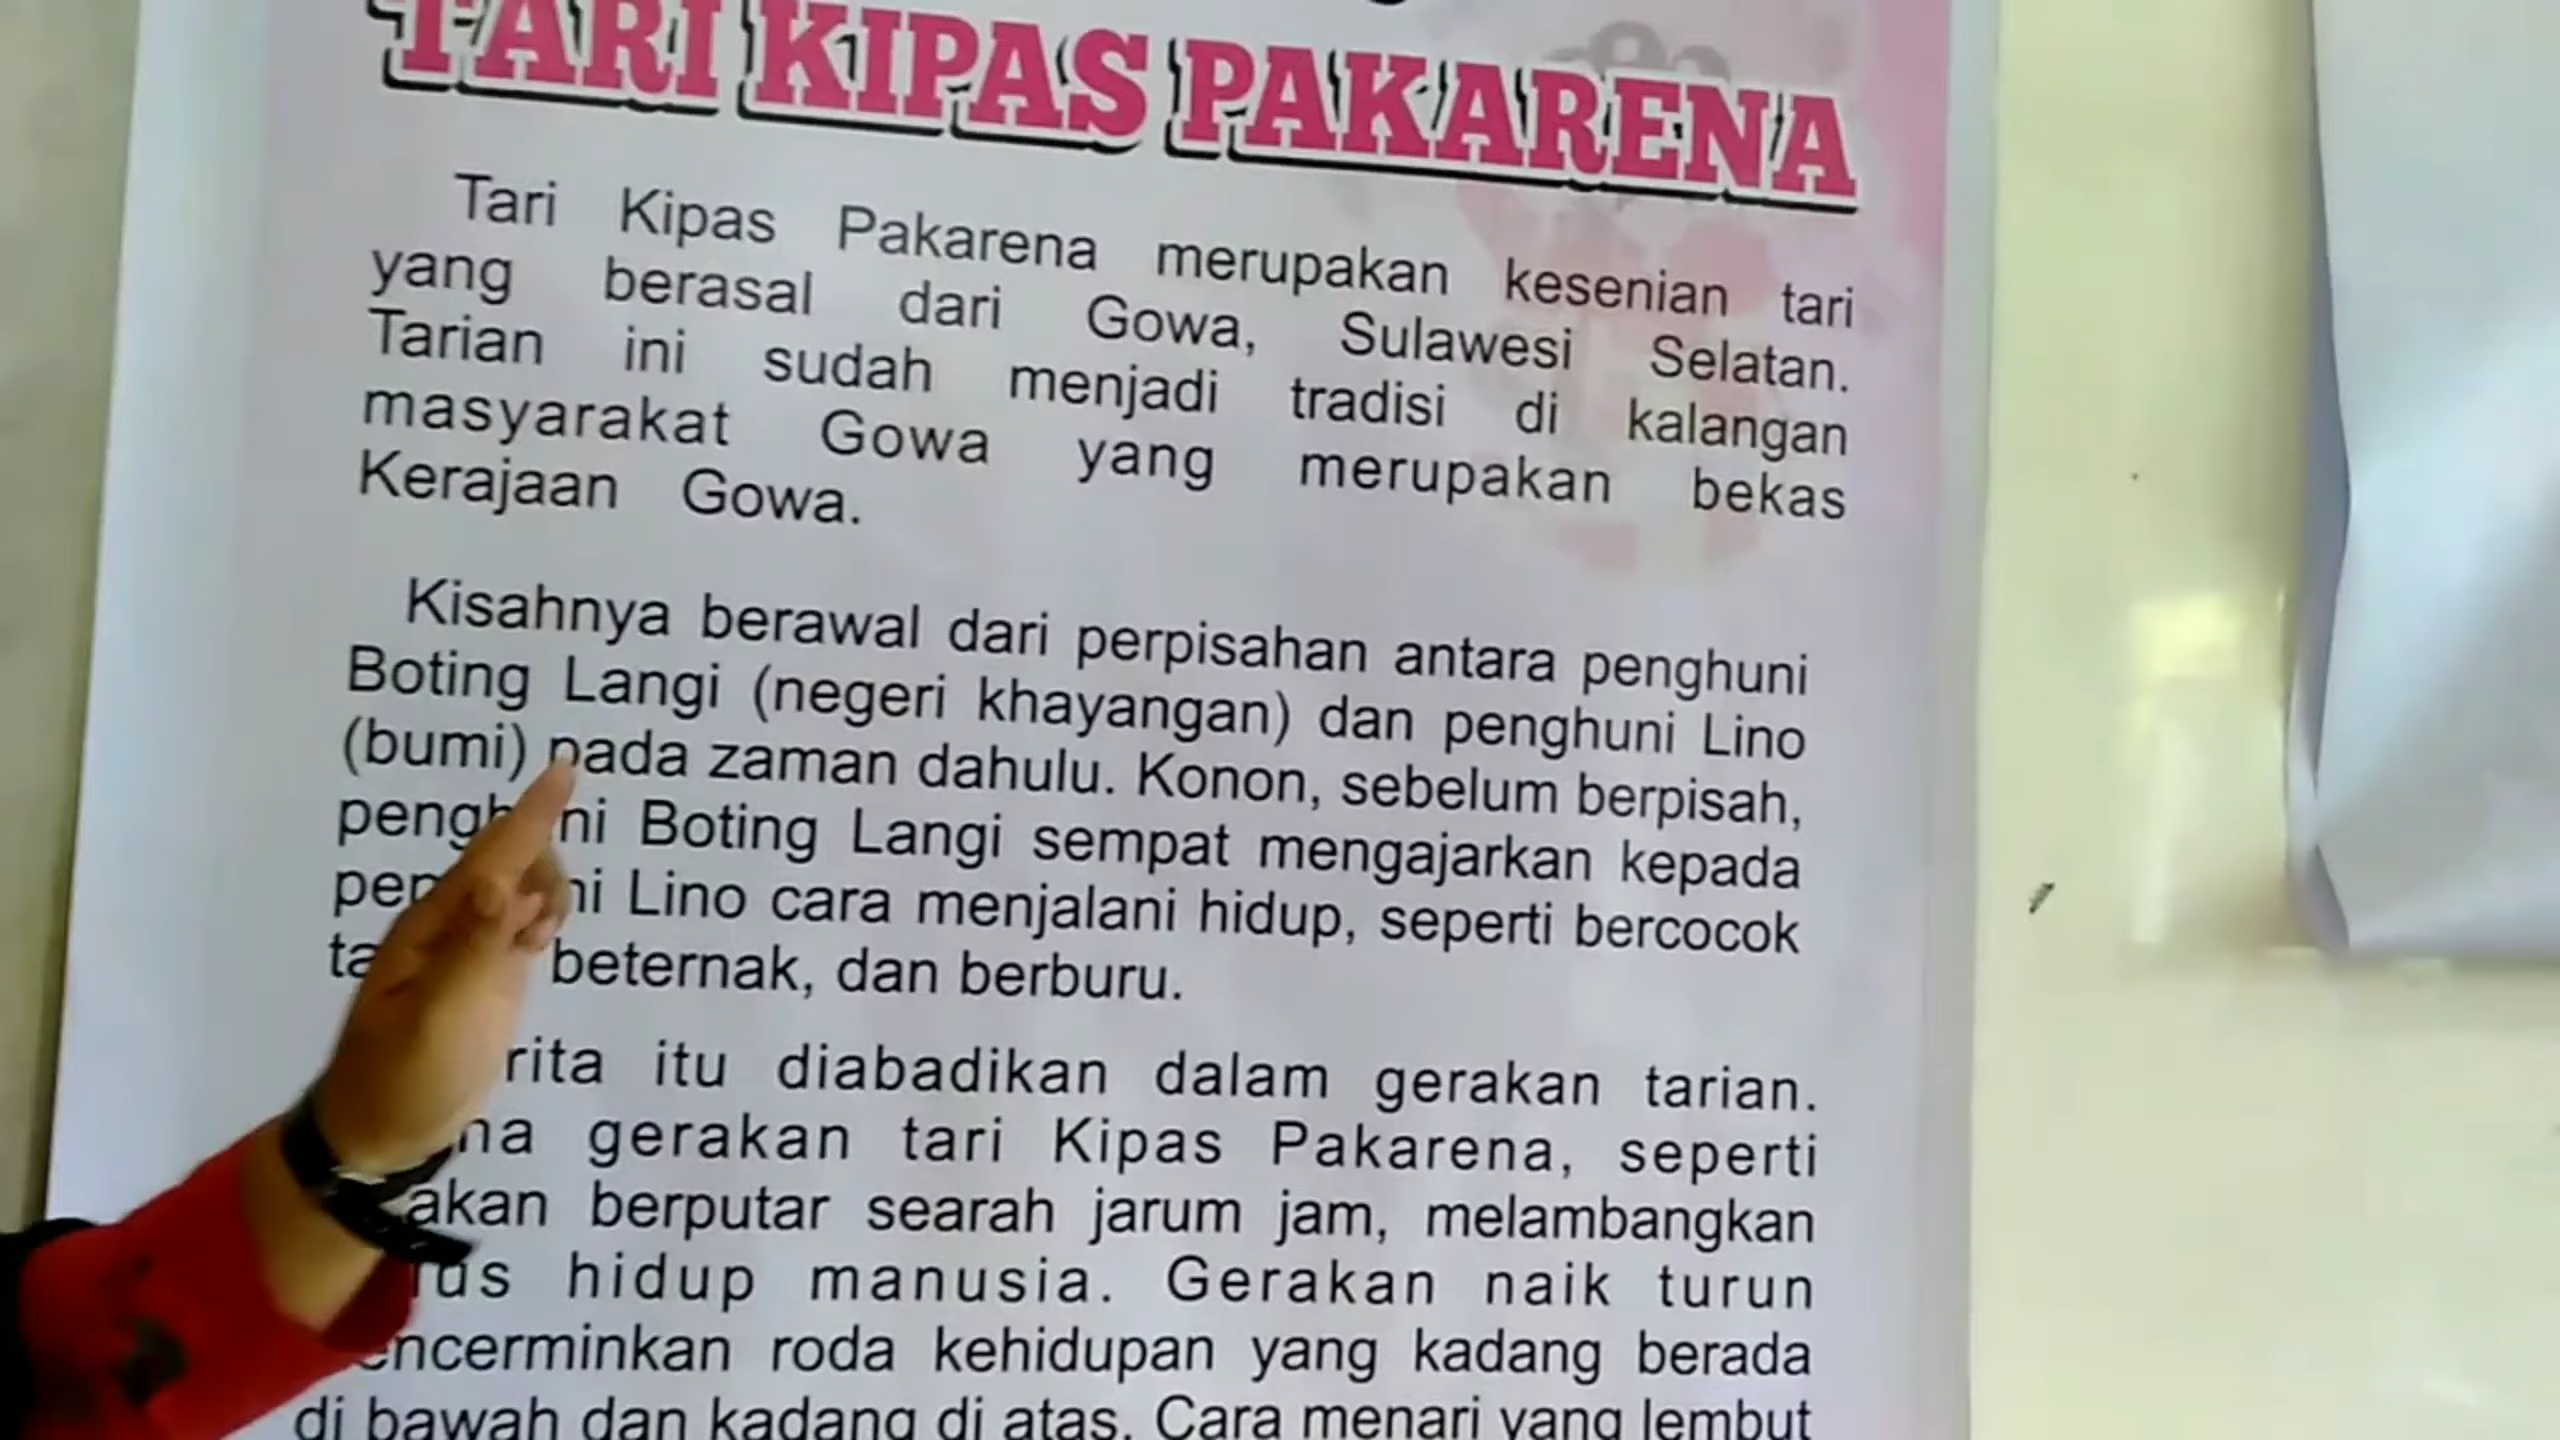 TARI KIPAS PAKARENA
Tari Kipas Pakarena merupakan kesenian tari
yang berasal dari Gowa, Sulawesi Selatan.
Tarian ini sudah menjadi tradisi di kalangan
masyarakat Gowa yang merupakan bekas
Kerajaan Gowa.
Kisahnya berawal dari perpisahan antara penghuni
Boting Langi (negeri khayangan) dan penghuni Lino
(bumi) pada zaman dahulu. Konon, sebelum berpisah,
Boting Langi sempat mengajarkan kepada
Lino cara menjalani hidup, seperti bercocok
beternak, dan berburu.
itu diabadikan dalam gerakan tarian.
gerakan tari Kipas Pakarena, seperti
berputar searah jarum jam, melambangkan
hidup manusia. Gerakan naik turun
roda kehidupan yang kadang berada
di bawah dan kadang di atas. Cara menari yang lembut